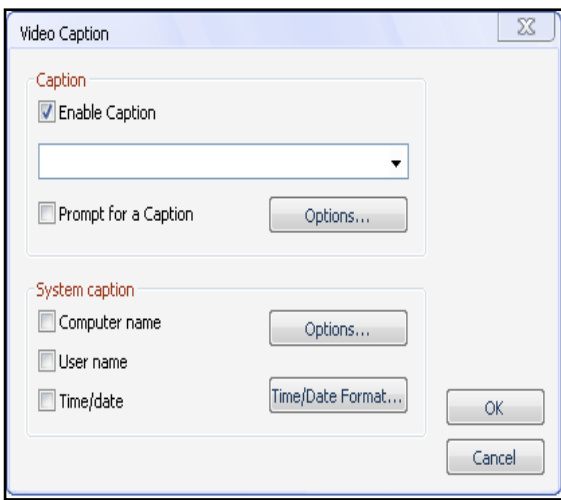 Video Caption
Caption
Enable Caption
Prompt for a Caption
Options...
System caption
Computer name
Options...
User name
Time/date
Time/Date Format...
OK
Cancel